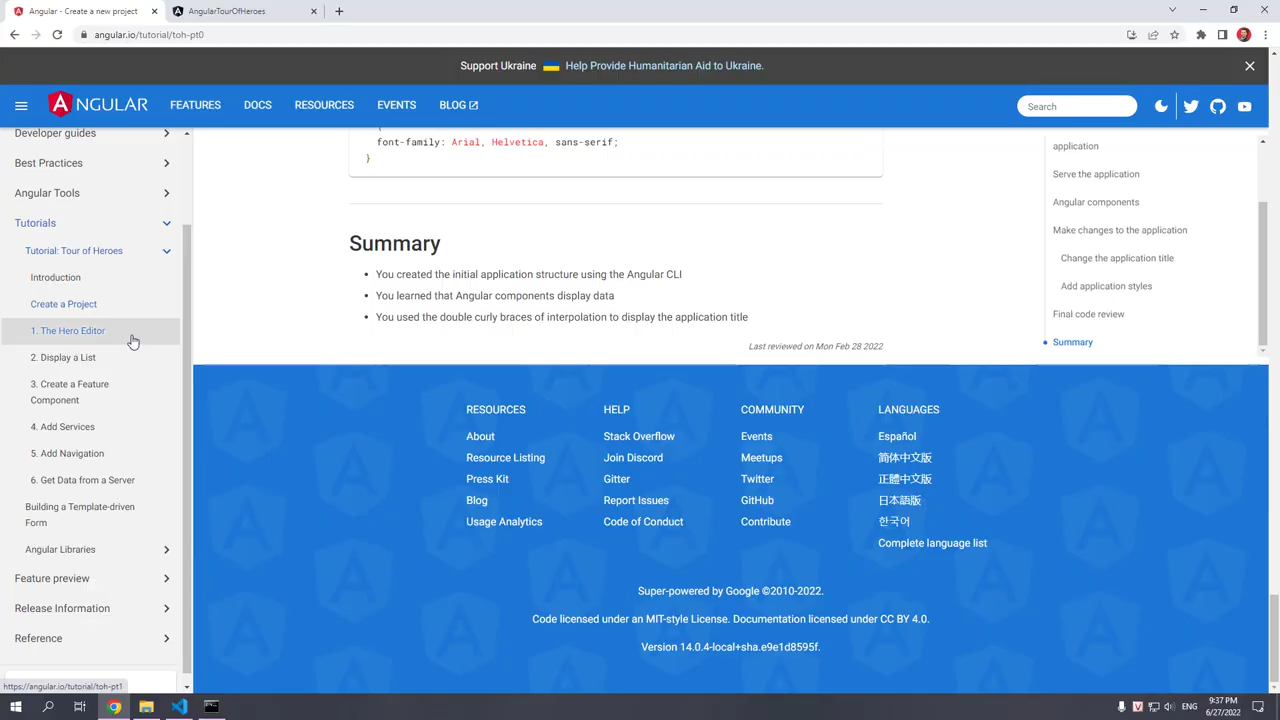 Angular - Create a new project
AngularTourOfHeroes
angular.io/tutorial/toh-pt0
Support Ukraine Help Provide Humanitarian Aid to Ukraine.
ANGULAR
FEATURES
DOCS
RESOURCES
EVENTS
BLOG
Search
Developer guides
Best Practices
Angular Tools
Tutorials
Tutorial: Tour of Heroes
Introduction
Create a Project
1. The Hero Editor
2. Display a List
3. Create a Feature
Component
4. Add Services
5. Add Navigation
6. Get Data from a Server
Building a Template-driven
Form
Angular Libraries
Feature preview
Release Information
Reference
https://angular.io/tutorial/toh-pt1
{
font-family: Arial, Helvetica, sans-serif;
}
Summary
• You created the initial application structure using the Angular CLI
• You learned that Angular components display data
• You used the double curly braces of interpolation to display the application title
Last reviewed on Mon Feb 28 2022
application
Serve the application
Angular components
Make changes to the application
Change the application title
Add application styles
Final code review
Summary
RESOURCES
About
Resource Listing
Press Kit
Blog
Usage Analytics
HELP
Stack Overflow
Join Discord
Gitter
Report Issues
Code of Conduct
COMMUNITY
Events
Meetups
Twitter
GitHub
Contribute
LANGUAGES
Español
简体中文版
正體中文版
日本語版
한국어
Complete language list
Super-powered by Google ©2010-2022.
Code licensed under an MIT-style License. Documentation licensed under CC BY 4.0.
Version 14.0.4-local+sha.e9e1d8595f.
ENG
9:37 PM
6/27/2022